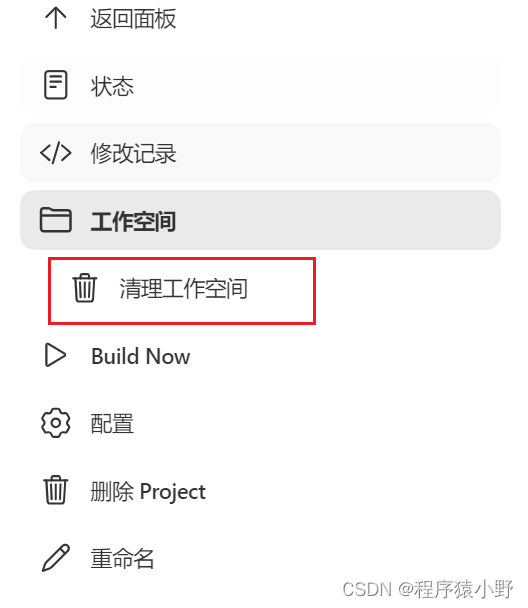 返回面板
状态
修改记录
工作空间
清理工作空间
Build Now
配置
删除 Project
重命名
CSDN @程序猿小野